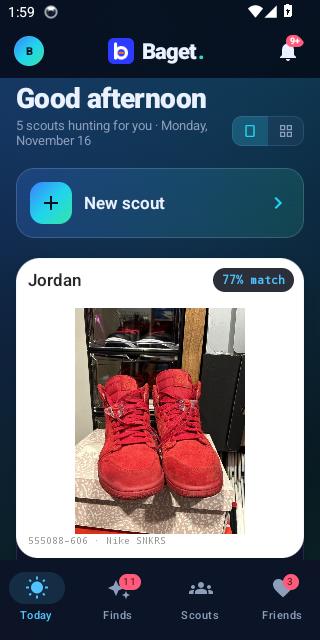 1:59
B
b Baget.
9+
Good afternoon
5 scouts hunting for you · Monday,
November 16
New scout
Jordan
77% match
555088-606 · Nike SNKRS
11
3
Today
Finds
Scouts
Friends